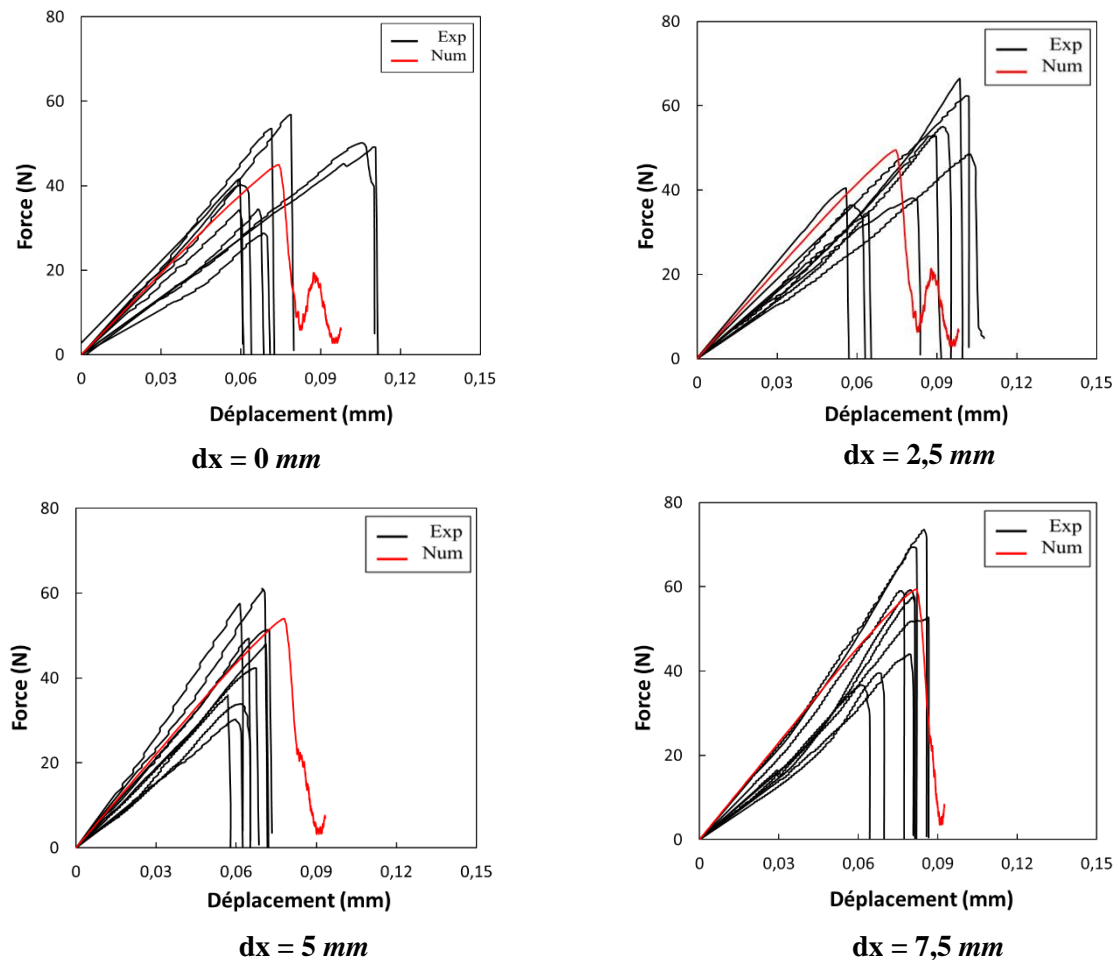 80
60
40
20
0
Force (N)
Exp
Num
0
0,03
0,06
0,09
0,12
0,15
Déplacement (mm)
dx = 0 mm
80
60
40
20
0
Force (N)
Exp
Num
0
0,03
0,06
0,09
0,12
0,15
Déplacement (mm)
dx = 2,5 mm
80
60
40
20
0
Force (N)
Exp
Num
0
0,03
0,06
0,09
0,12
0,15
Déplacement (mm)
dx = 5 mm
80
60
40
20
0
Force (N)
Exp
Num
0
0,03
0,06
0,09
0,12
0,15
Déplacement (mm)
dx = 7,5 mm